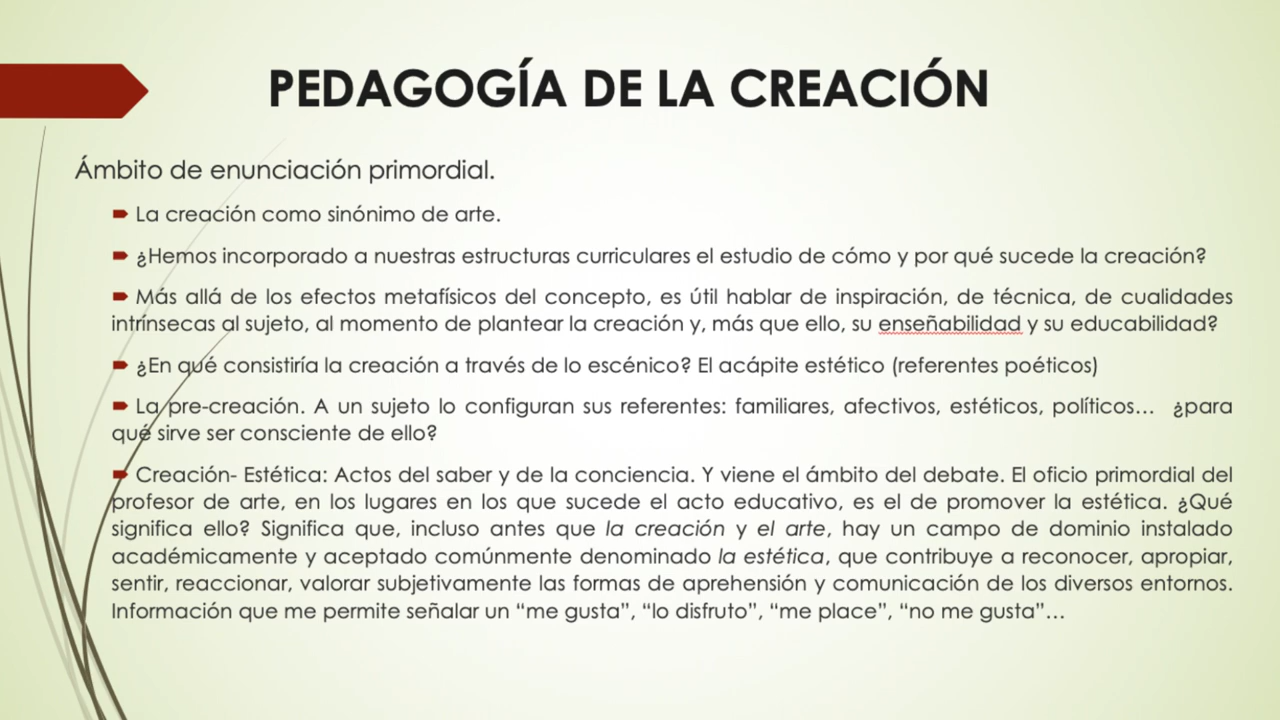 PEDAGOGÍA DE LA CREACIÓN
Ámbito de enunciación primordial.
La creación como sinónimo de arte.
¿Hemos incorporado a nuestras estructuras curriculares el estudio de cómo y por qué sucede la creación?
Más allá de los efectos metafísicos del concepto, es útil hablar de inspiración, de técnica, de cualidades
intrínsecas al sujeto, al momento de plantear la creación y, más que ello, su enseñabilidad y su educabilidad?
¿En qué consistiría la creación a través de lo escénico? El acápite estético (referentes poéticos)
La pre-creación. A un sujeto lo configuran sus referentes: familiares, afectivos, estéticos, políticos… ¿para
qué sirve ser consciente de ello?
Creación- Estética: Actos del saber y de la conciencia. Y viene el ámbito del debate. El oficio primordial del
profesor de arte, en los lugares en los que sucede el acto educativo, es el de promover la estética. ¿Qué
significa ello? Significa que, incluso antes que la creación y el arte, hay un campo de dominio instalado
académicamente y aceptado comúnmente denominado la estética, que contribuye a reconocer, apropiar,
sentir, reaccionar, valorar subjetivamente las formas de aprehensión y comunicación de los diversos entornos.
Información que me permite señalar un “me gusta”, “lo disfruto”, “me place”, “no me gusta”…